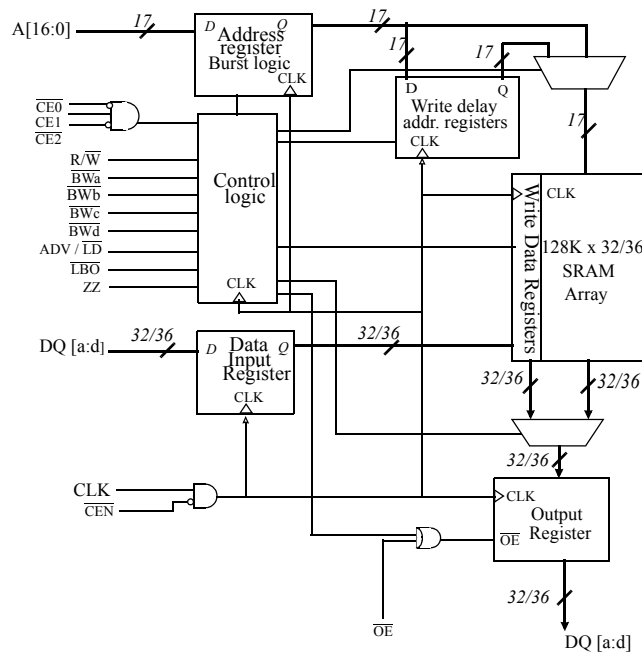 A[16:0]
17
D
Address
register
Burst logic
Q
CLK
17
17
17
D
Q
Write delay
addr. registers
CLK
17
CE0
CE1
CE2
R/W
BWa
BWb
BWc
BWd
ADV / LD
LBO
ZZ
Control
logic
CLK
CLK
Write Data Registers
128K x 32/36
SRAM
Array
DQ [a:d]
32/36
D
Data
Input
Register
Q
CLK
32/36
32/36
32/36
32/36
CLK
CEN
CLK
Output
Register
OE
OE
32/36
DQ [a:d]